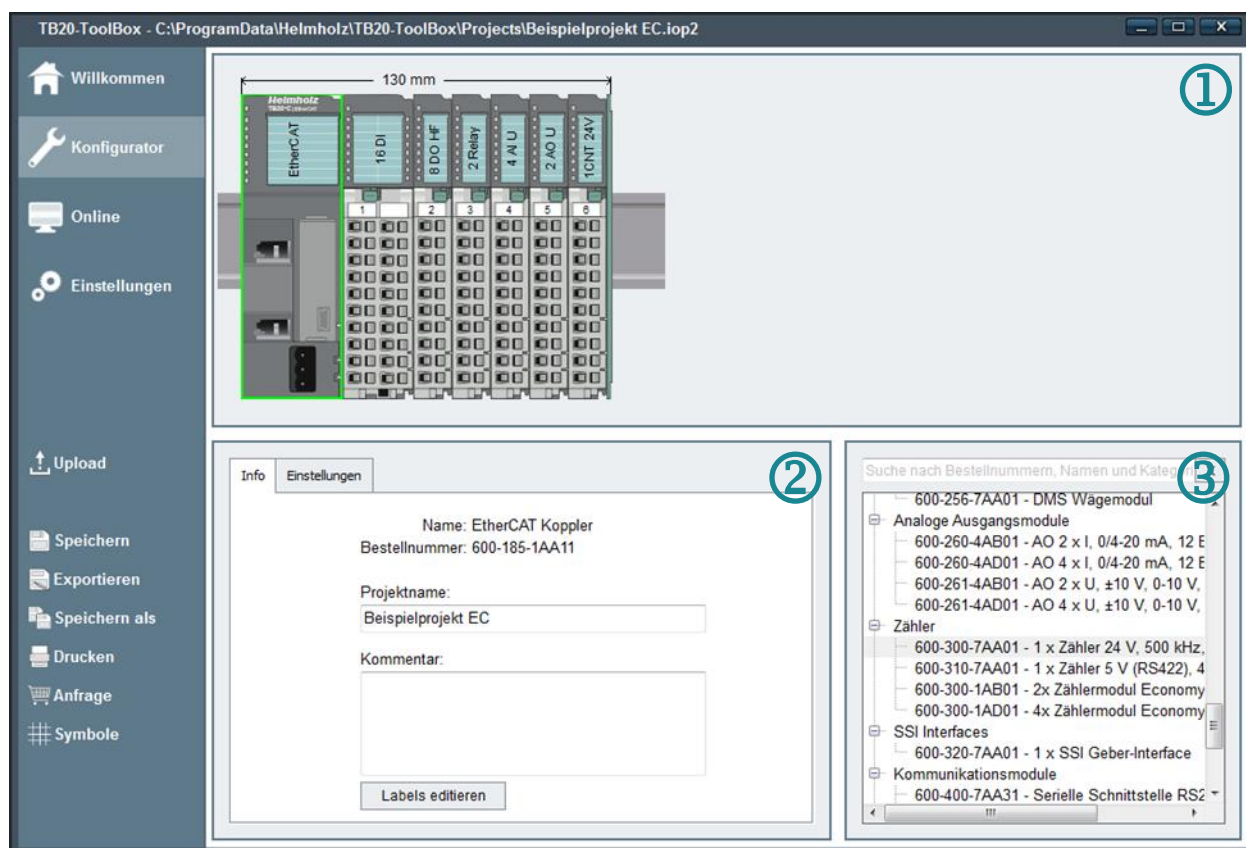 TB20-ToolBox - C:\ProgramData\Helmholz\TB20-ToolBox\Projects\Beispielprojekt EC.iop2
Willkommen
Konfigurator
Online
Einstellungen
Upload
Speichern
Exportieren
Speichern als
Drucken
Anfrage
Symbole
①
130 mm
Helmholz
EtherCAT
16 DI
8 DO HF
2 Relay
4 AI U
2 AO U
1CNT 24V
1 2 3 4 5 6
②
Info Einstellungen
Name: EtherCAT Koppler
Bestellnummer: 600-185-1AA11
Projektname:
Beispielprojekt EC
Kommentar:
Labels editieren
③
Suche nach Bestellnummern, Namen und Kateg
600-256-7AA01 - DMS Wägemodul
Analoge Ausgangsmodule
600-260-4AB01 - AO 2 x I, 0/4-20 mA, 12 E
600-260-4AD01 - AO 4 x I, 0/4-20 mA, 12 E
600-261-4AB01 - AO 2 x U, ±10 V, 0-10 V,
600-261-4AD01 - AO 4 x U, ±10 V, 0-10 V,
Zähler
600-300-7AA01 - 1 x Zähler 24 V, 500 kHz,
600-310-7AA01 - 1 x Zähler 5 V (RS422), 4
600-300-1AB01 - 2x Zählermodul Economy
600-300-1AD01 - 4x Zählermodul Economy
SSI Interfaces
600-320-7AA01 - 1 x SSI Geber-Interface
Kommunikationsmodule
600-400-7AA31 - Serielle Schnittstelle RS2